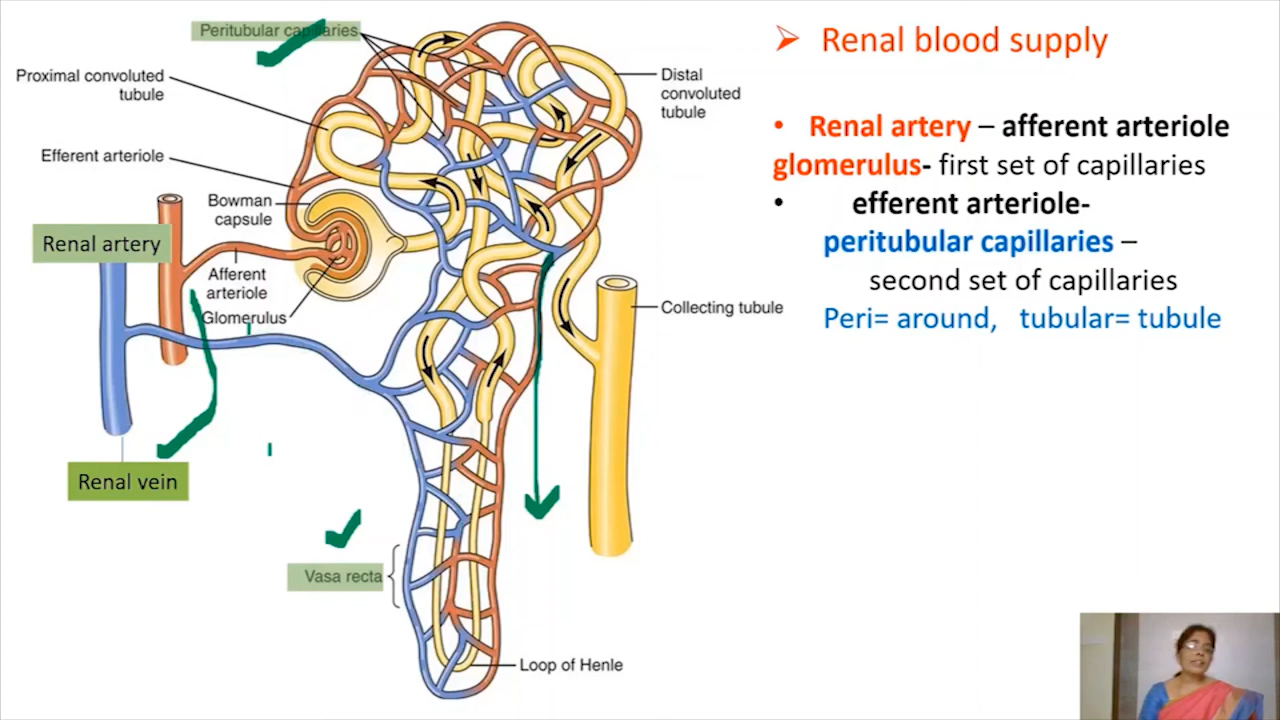 Peritubular capillaries
Proximal convoluted
tubule
Efferent arteriole
Bowman
capsule
Renal artery
Afferent
arteriole
Glomerulus
Renal vein
Vasa recta
Loop of Henle
Distal
convoluted
tubule
Collecting tubule
➤ Renal blood supply
• Renal artery – afferent arteriole
glomerulus- first set of capillaries
• efferent arteriole-
peritubular capillaries –
second set of capillaries
Peri= around, tubular= tubule